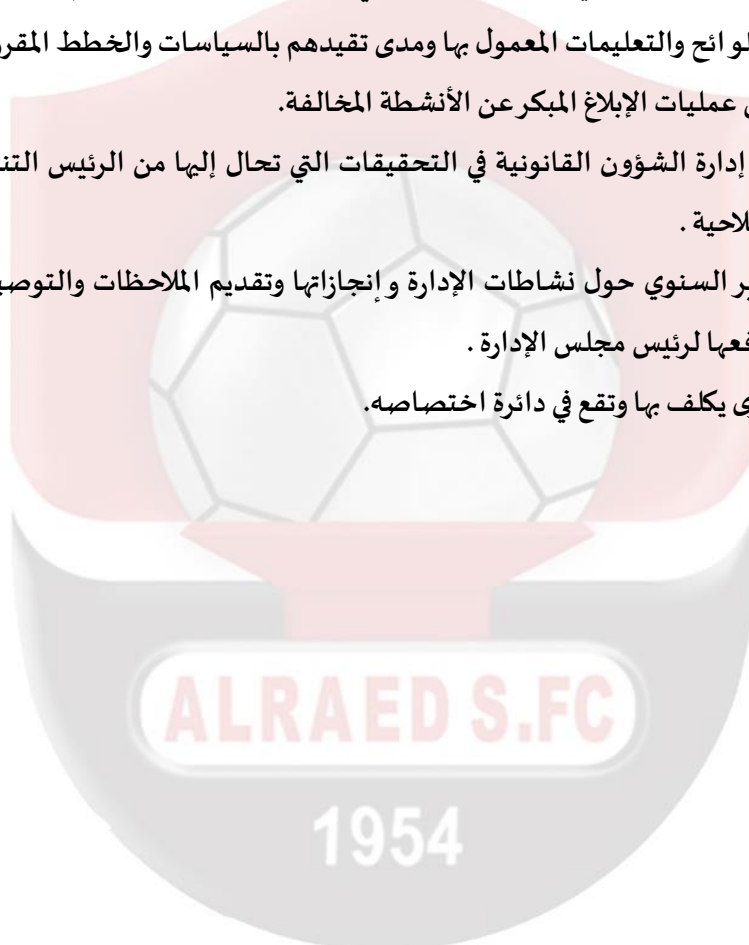 لوائح والتعليمات المعمول بها ومدى تقيدهم بالسياسات والخطط المقر
عمليات الإبلاغ المبكر عن الأنشطة المخالفة.
إدارة الشؤون القانونية في التحقيقات التي تحال إليها من الرئيس التن
لاحية .
ير السنوي حول نشاطات الإدارة وإنجازاتها وتقديم الملاحظات والتوصي
فعها لرئيس مجلس الإدارة .
ى يكلف بها وتقع في دائرة اختصاصه.
ALRAED S.FC
1954